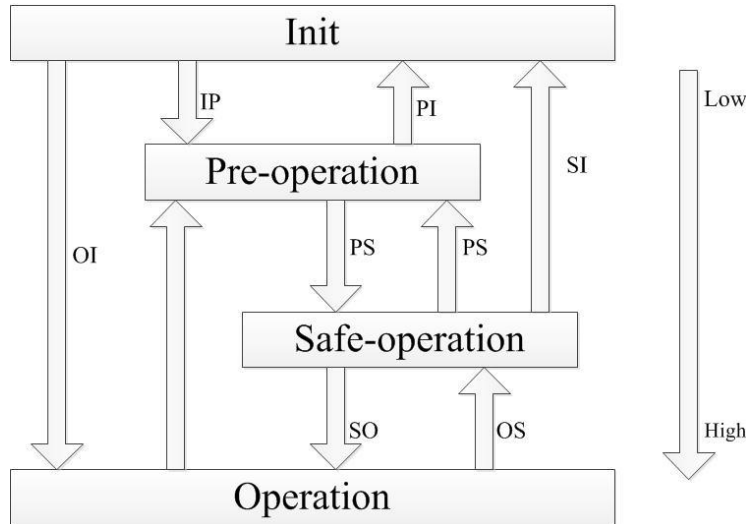 Init
IP
PI
Low
Pre-operation
SI
OI
PS
PS
Safe-operation
SO
OS
High
Operation